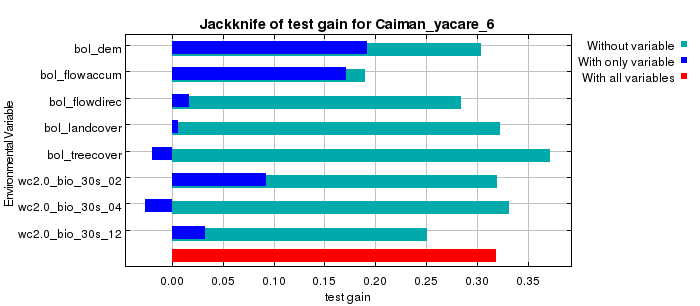 Jackknife of test gain for Caiman_yacare_6
Environmental Variable
bol_dem
bol_flowaccum
bol_flowdirec
bol_landcover
bol_treecover
wc2.0_bio_30s_02
wc2.0_bio_30s_04
wc2.0_bio_30s_12
Without variable
With only variable
With all variables
0.00 0.05 0.10 0.15 0.20 0.25 0.30 0.35
test gain